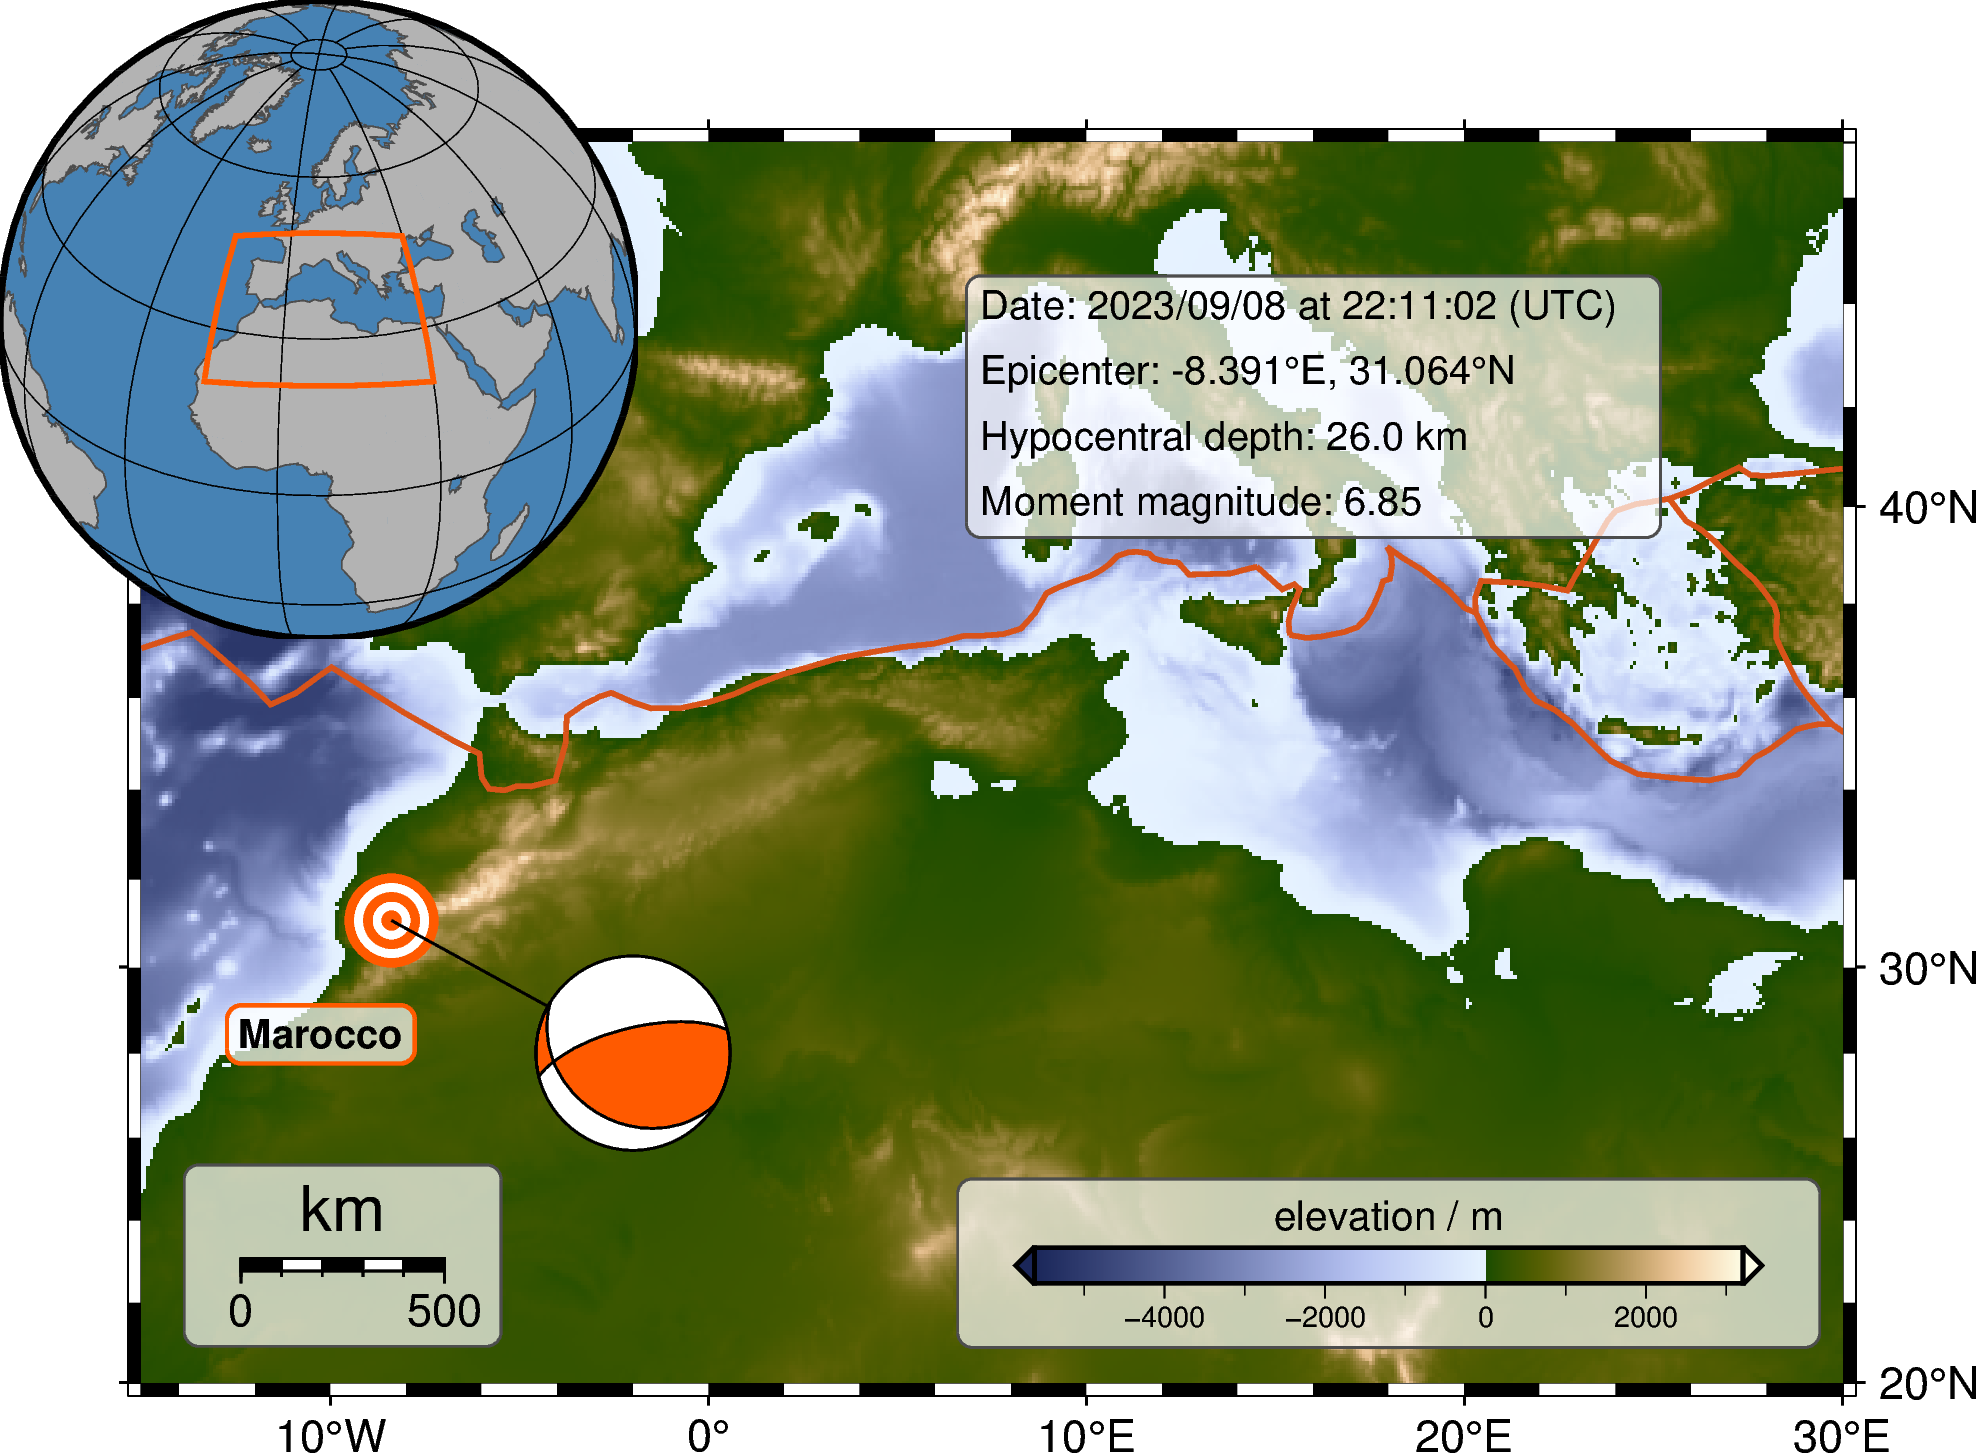 Date: 2023/09/08 at 22:11:02 (UTC)
Epicenter: -8.391°E, 31.064°N
Hypocentral depth: 26.0 km
Moment magnitude: 6.85
40°N
30°N
Marocco
km
0 500
elevation / m
−4000 −2000 0 2000
20°N
10°W 0° 10°E 20°E 30°E